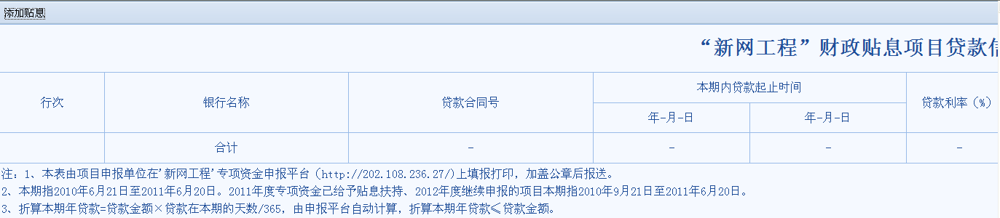 添加贴息
“新网工程”财政贴息项目贷款信
行次
银行名称
贷款合同号
本期内贷款起止时间
年-月-日
年-月-日
贷款利率（%）
合计
-
-
-
-
注：1、本表由项目申报单位在'新网工程'专项资金申报平台（http://202.108.236.27/)上填报打印，加盖公章后报送。
2、本期指2010年6月21日至2011年6月20日。2011年度专项资金已给予贴息扶持、2012年度继续申报的项目本期指2010年9月21日至2011年6月20日。
3、折算本期年贷款=贷款金额×贷款在本期的天数/365，由申报平台自动计算，折算本期年贷款≤贷款金额。